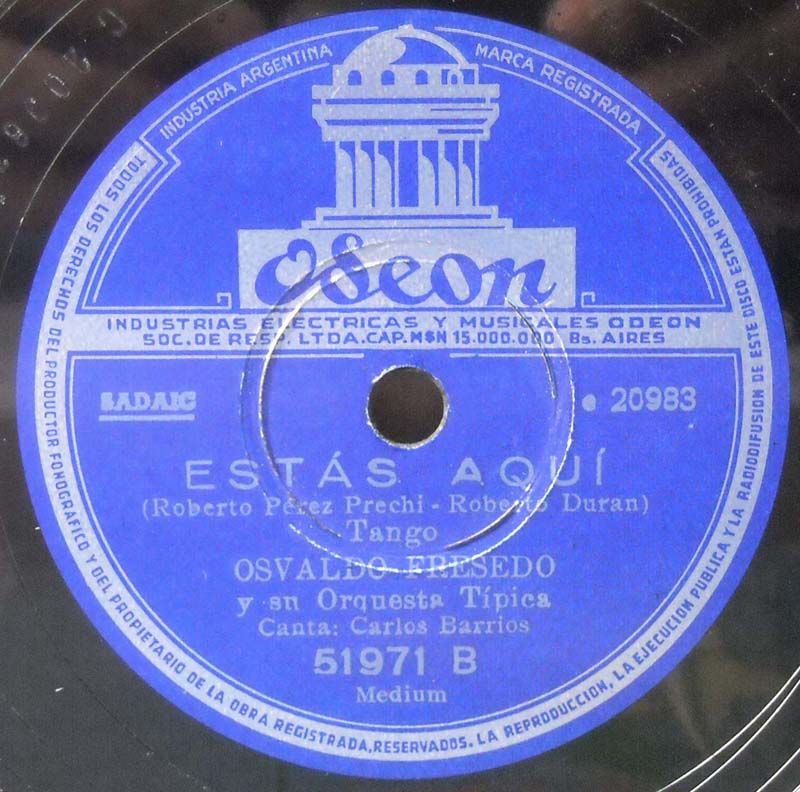 INDUSTRIA ARGENTINA
MARCA REGISTRADA
Odeon
INDUSTRIAS ELECTRICAS Y MUSICALES ODEON
SOC. DE RESP. LTDA. CAP. M$N 15.000.000 Bs. AIRES
SADAIC
e 20983
ESTÁS AQUÍ
(Roberto Pérez Prechi - Roberto Duran)
Tango
OSVALDO FRESEDO
y su Orquesta Típica
Canta: Carlos Barrios
51971 B
Medium
TODOS LOS DERECHOS DEL PRODUCTOR FONOGRAFICO Y DEL PROPIETARIO DE LA OBRA REGISTRADA, RESERVADOS. LA REPRODUCCION, LA EJECUCION PUBLICA Y LA RADIODIFUSION DE ESTE DISCO ESTAN PROHIBIDAS